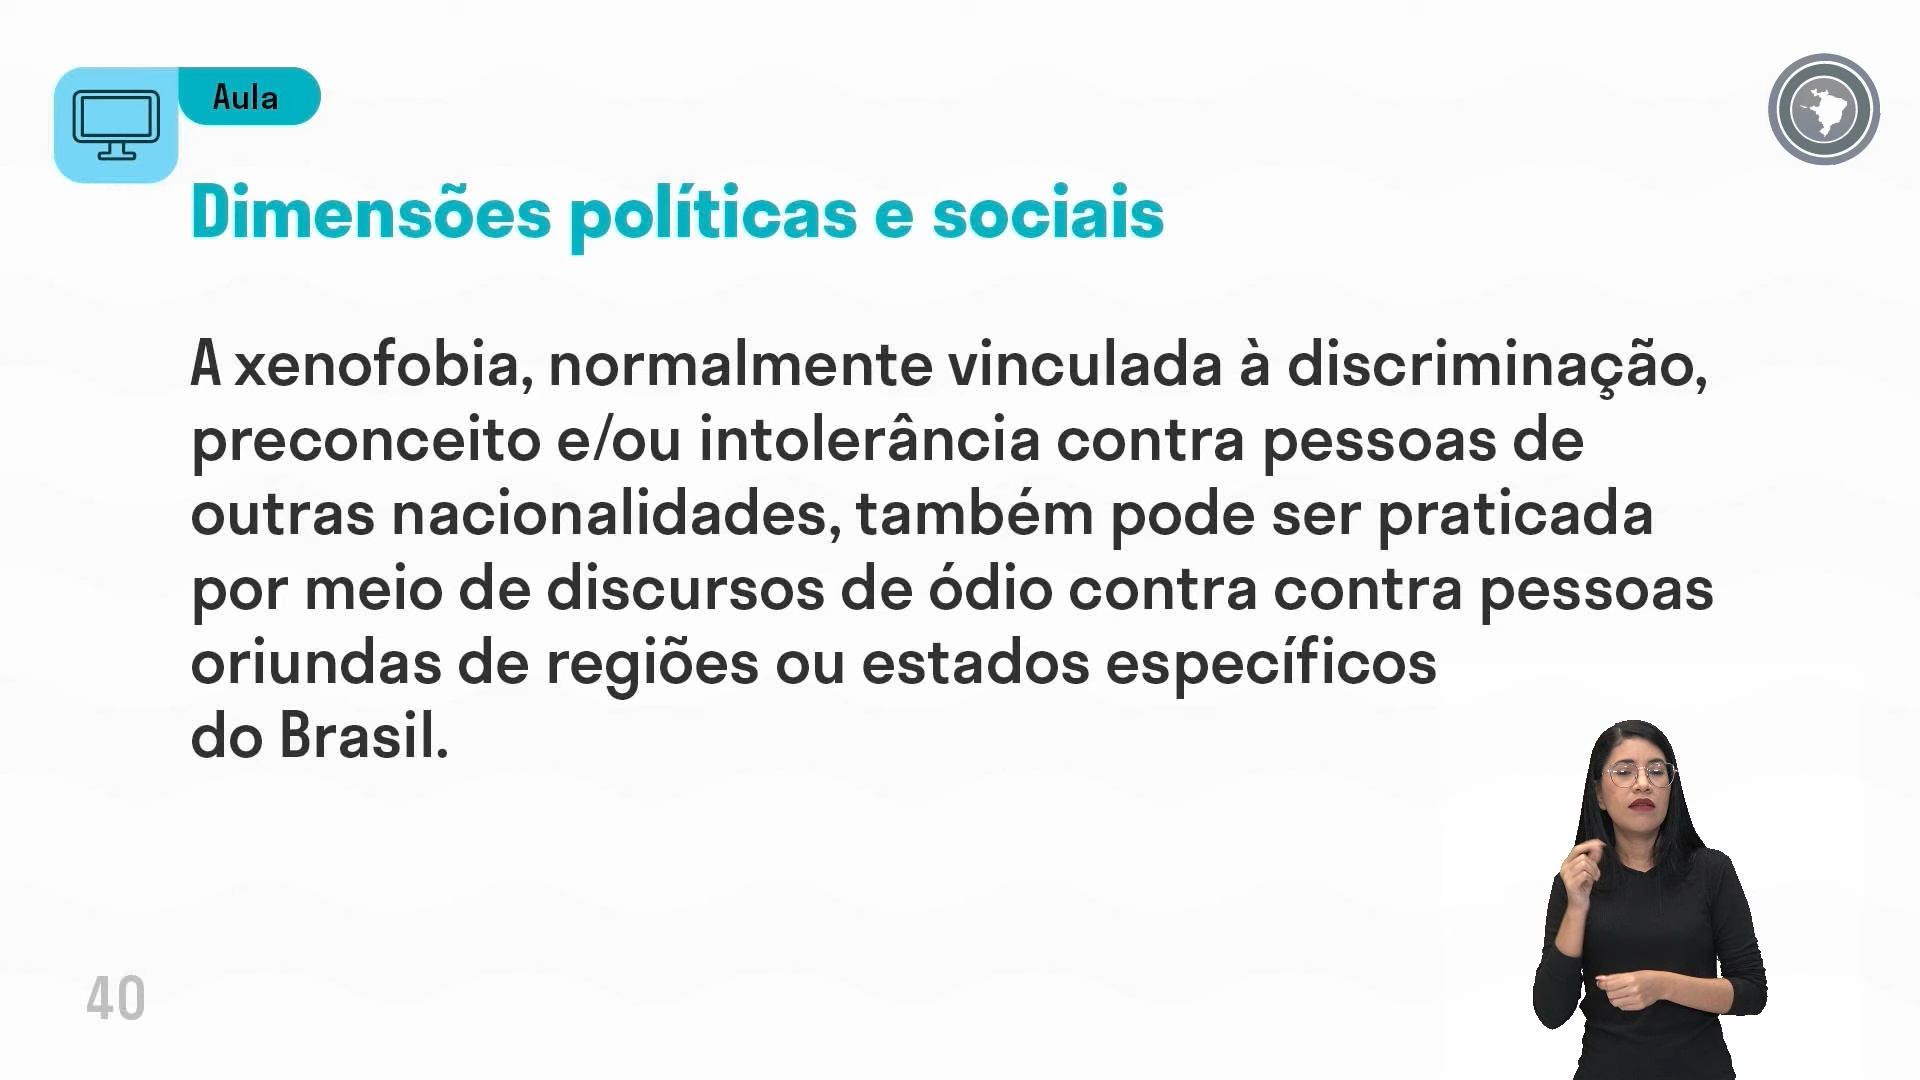 Aula
Dimensões políticas e sociais
A xenofobia, normalmente vinculada à discriminação,
preconceito e/ou intolerância contra pessoas de
outras nacionalidades, também pode ser praticada
por meio de discursos de ódio contra contra pessoas
oriundas de regiões ou estados específicos
do Brasil.
40